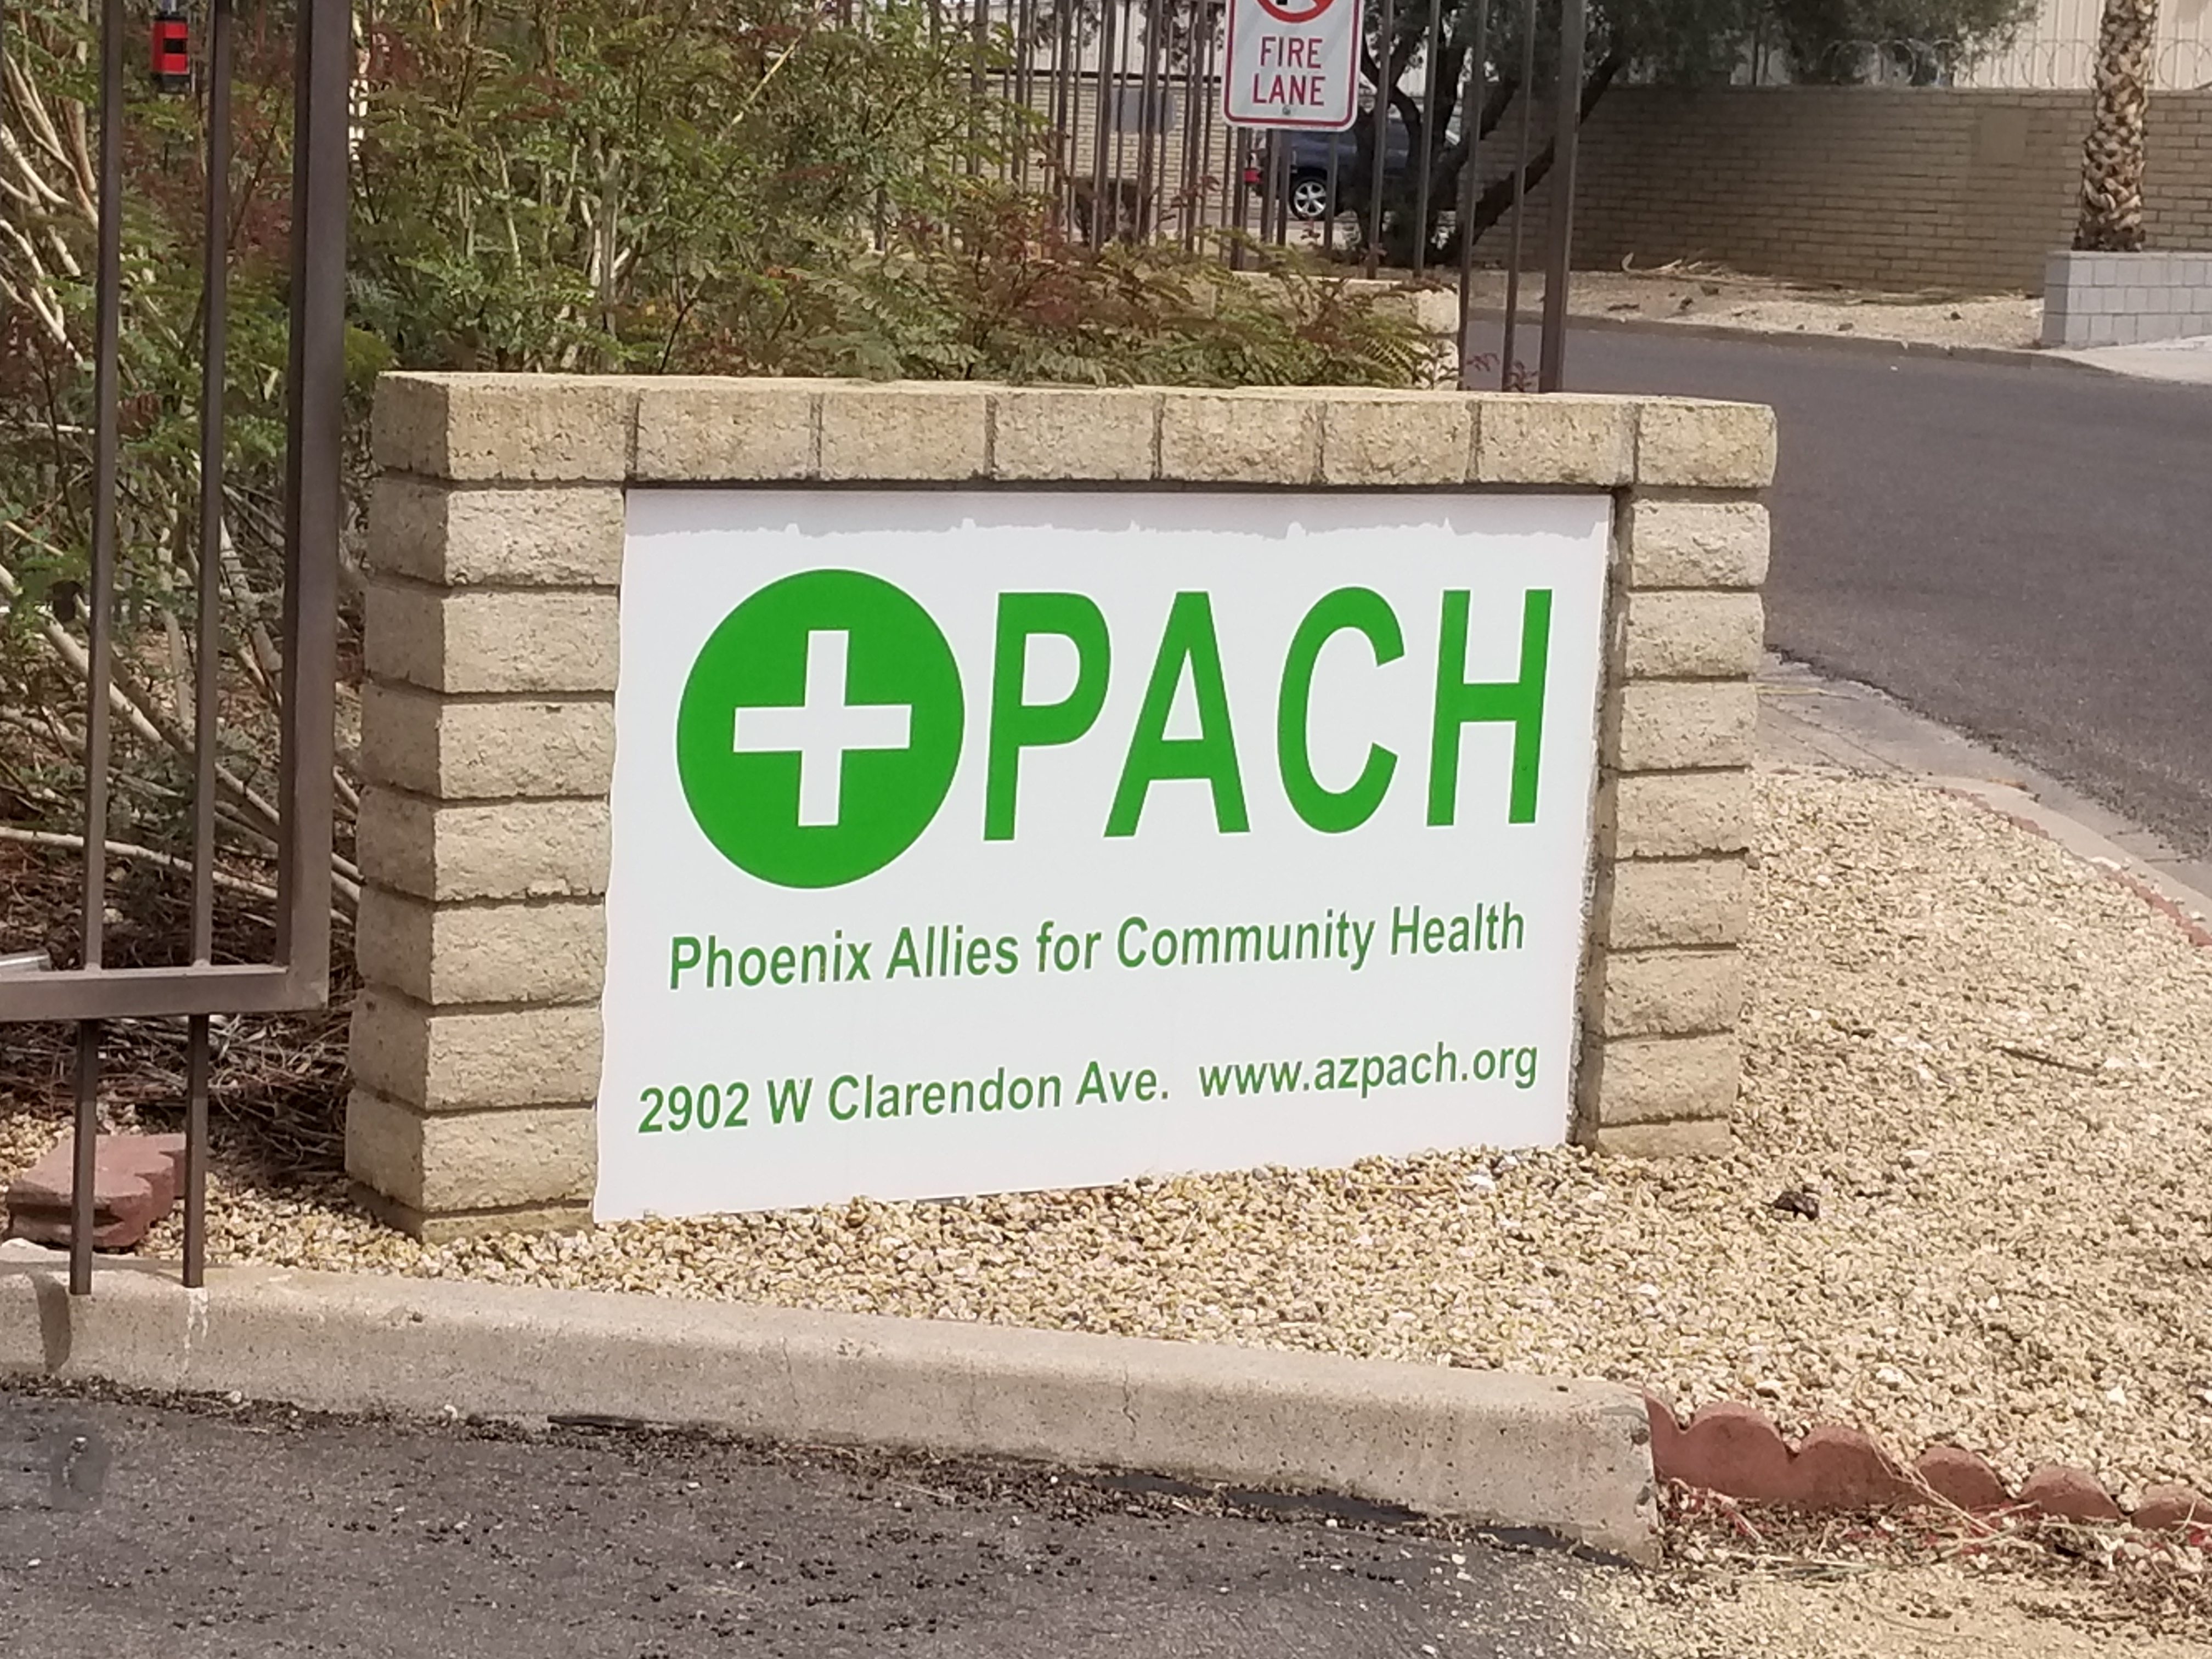 FIRE
LANE
PACH
Phoenix Allies for Community Health
2902 W Clarendon Ave. www.azpach.org